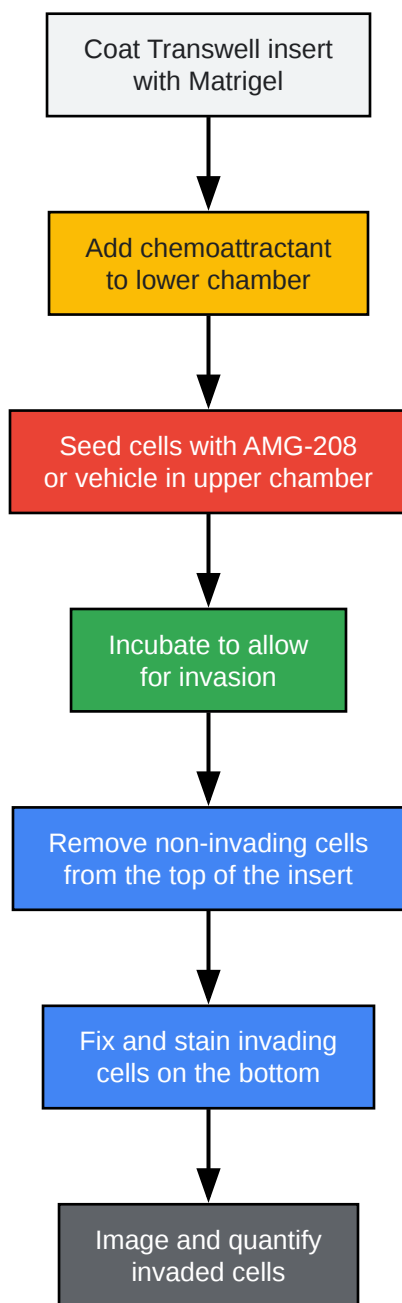 Coat Transwell insert
with Matrigel
Add chemoattractant
to lower chamber
Seed cells with AMG-208
or vehicle in upper chamber
Incubate to allow
for invasion
Remove non-invading cells
from the top of the insert
Fix and stain invading
cells on the bottom
Image and quantify
invaded cells